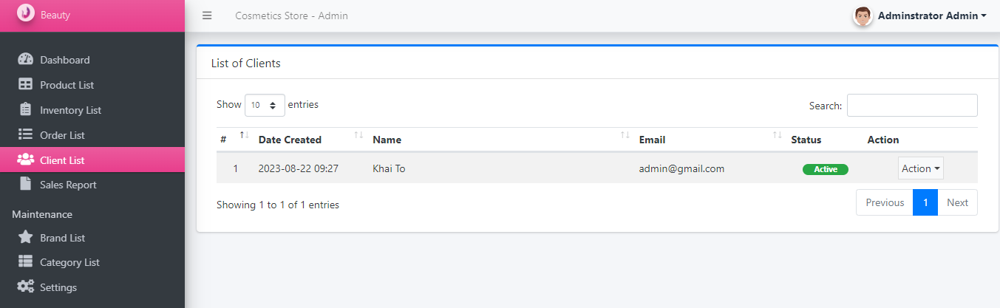 Beauty
Cosmetics Store - Admin
Adminstrator Admin
Dashboard
Product List
Inventory List
Order List
Client List
Sales Report
Maintenance
Brand List
Category List
Settings
List of Clients
Show 10 entries
Search:
# Date Created Name Email Status Action
1 2023-08-22 09:27 Khai To admin@gmail.com Active Action
Showing 1 to 1 of 1 entries
Previous 1 Next